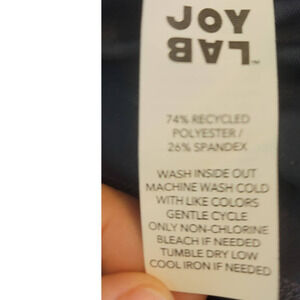 JOY
LAB™
74% RECYCLED
POLYESTER /
26% SPANDEX
WASH INSIDE OUT
MACHINE WASH COLD
WITH LIKE COLORS
GENTLE CYCLE
ONLY NON-CHLORINE
BLEACH IF NEEDED
TUMBLE DRY LOW
COOL IRON IF NEEDED